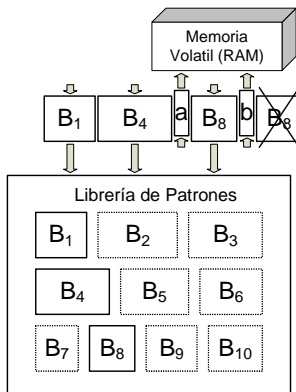 Memoria
Volatil (RAM)
B1 B4 a B8 b B8
Librería de Patrones
B1 B2 B3
B4 B5 B6
B7 B8 B9 B10